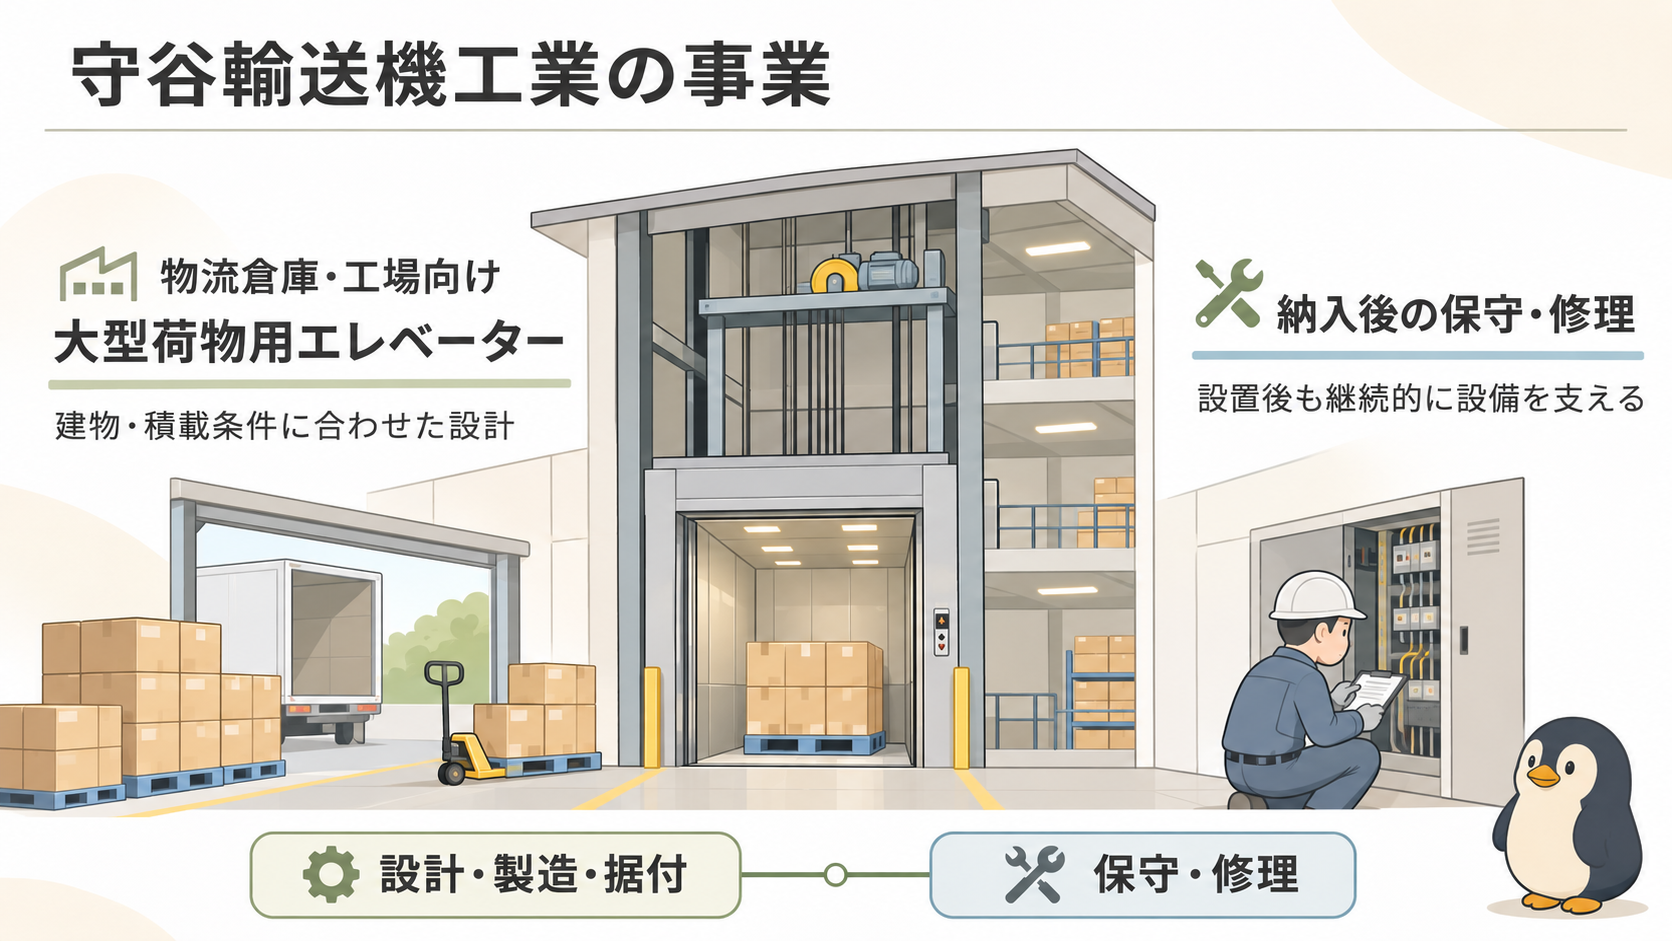 守谷輸送機工業の事業
物流倉庫・工場向け
大型荷物用エレベーター
建物・積載条件に合わせた設計
納入後の保守・修理
設置後も継続的に設備を支える
設計・製造・据付
保守・修理